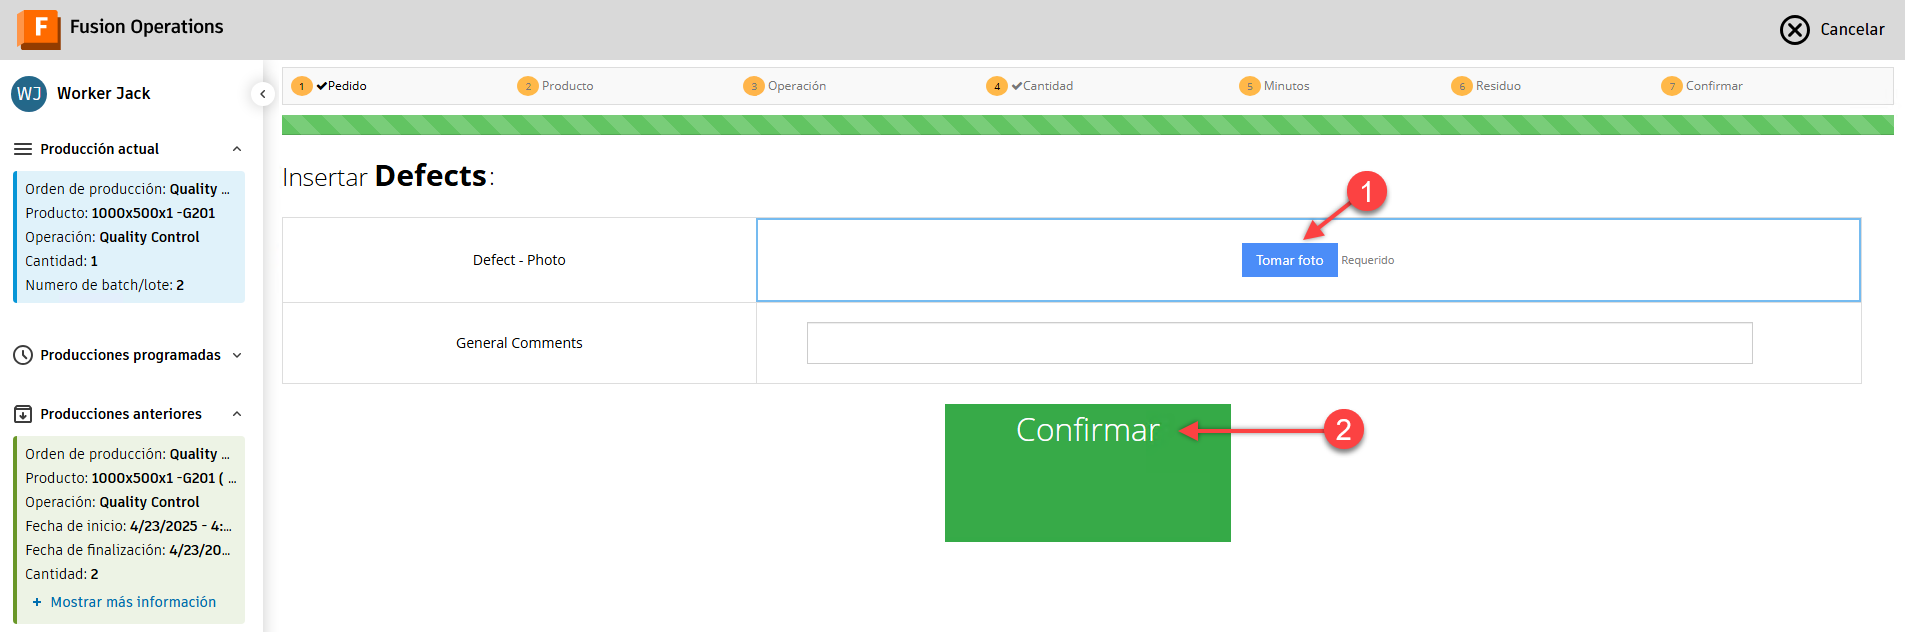 F Fusion Operations
Cancelar
WJ Worker Jack
1 Pedido 2 Producto 3 Operación 4 Cantidad 5 Minutos 6 Residuo 7 Confirmar
Producción actual
Orden de producción: Quality ...
Producto: 1000x500x1 -G201
Operación: Quality Control
Cantidad: 1
Numero de batch/lote: 2
Producciones programadas
Producciones anteriores
Orden de producción: Quality ...
Producto: 1000x500x1 -G201 ( ...
Operación: Quality Control
Fecha de inicio: 4/23/2025 - 4:...
Fecha de finalización: 4/23/20...
Cantidad: 2
+ Mostrar más información
Insertar Defects:
1
Defect - Photo
Tomar foto Requerido
General Comments
Confirmar
2